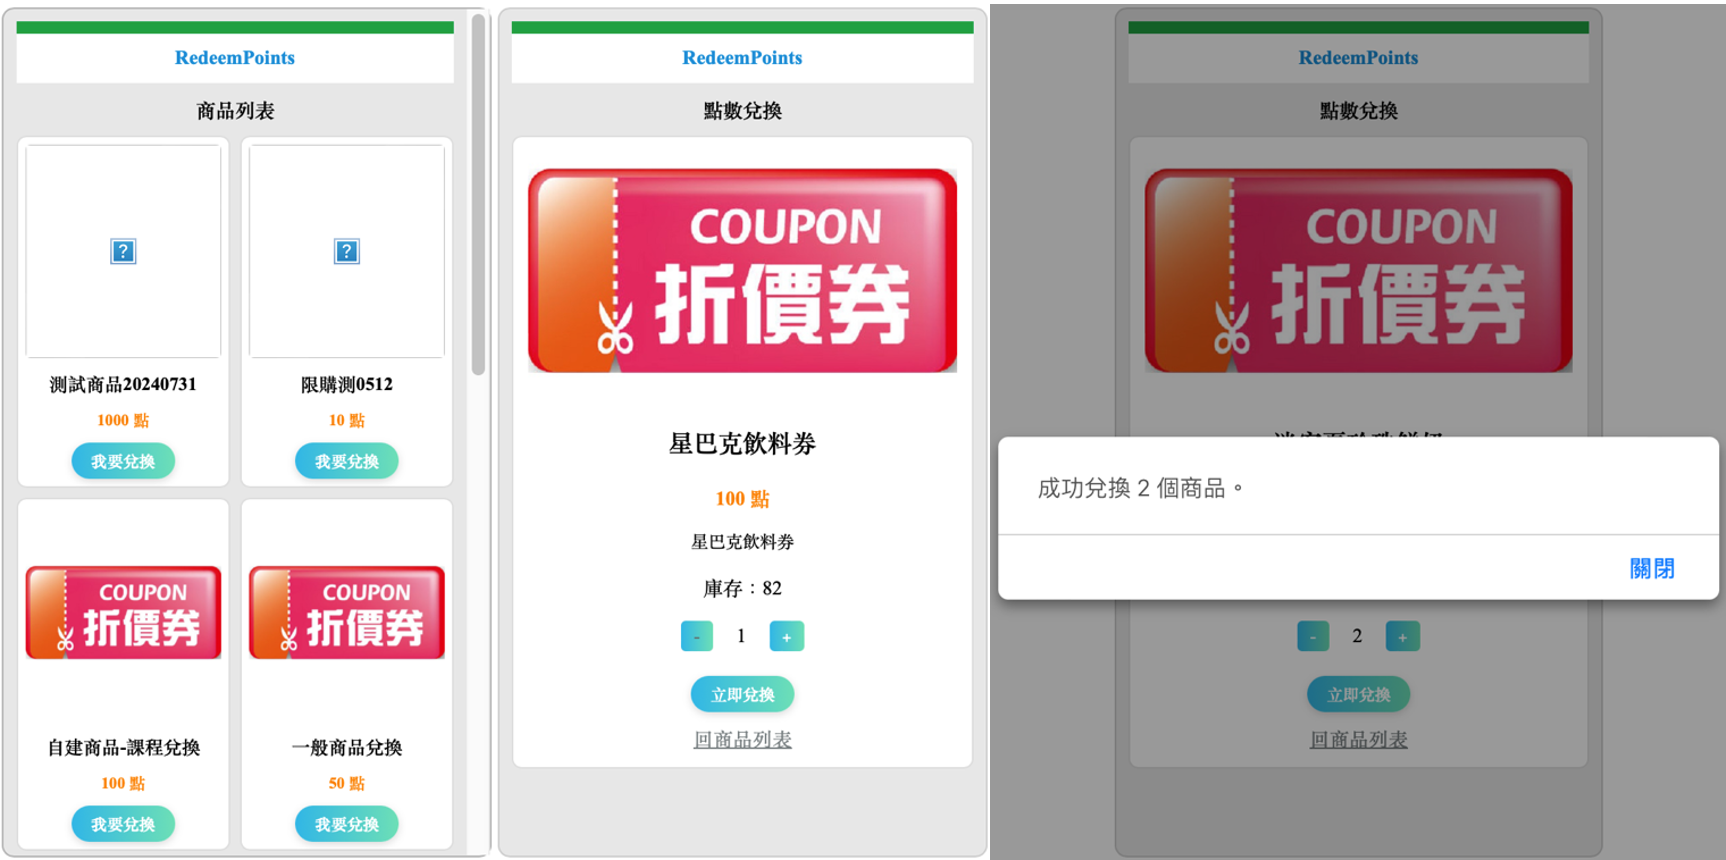 RedeemPoints
商品列表
?
?
測試商品20240731
限購測0512
1000 點
10 點
我要兌換
我要兌換
COUPON
折價券
COUPON
折價券
自建商品-課程兌換
一般商品兌換
100 點
50 點
我要兌換
我要兌換
RedeemPoints
點數兌換
COUPON
折價券
星巴克飲料券
100 點
星巴克飲料券
庫存：82
- 1 +
立即兌換
回商品列表
RedeemPoints
點數兌換
COUPON
折價券
成功兌換 2 個商品。
關閉
- 2 +
立即兌換
回商品列表